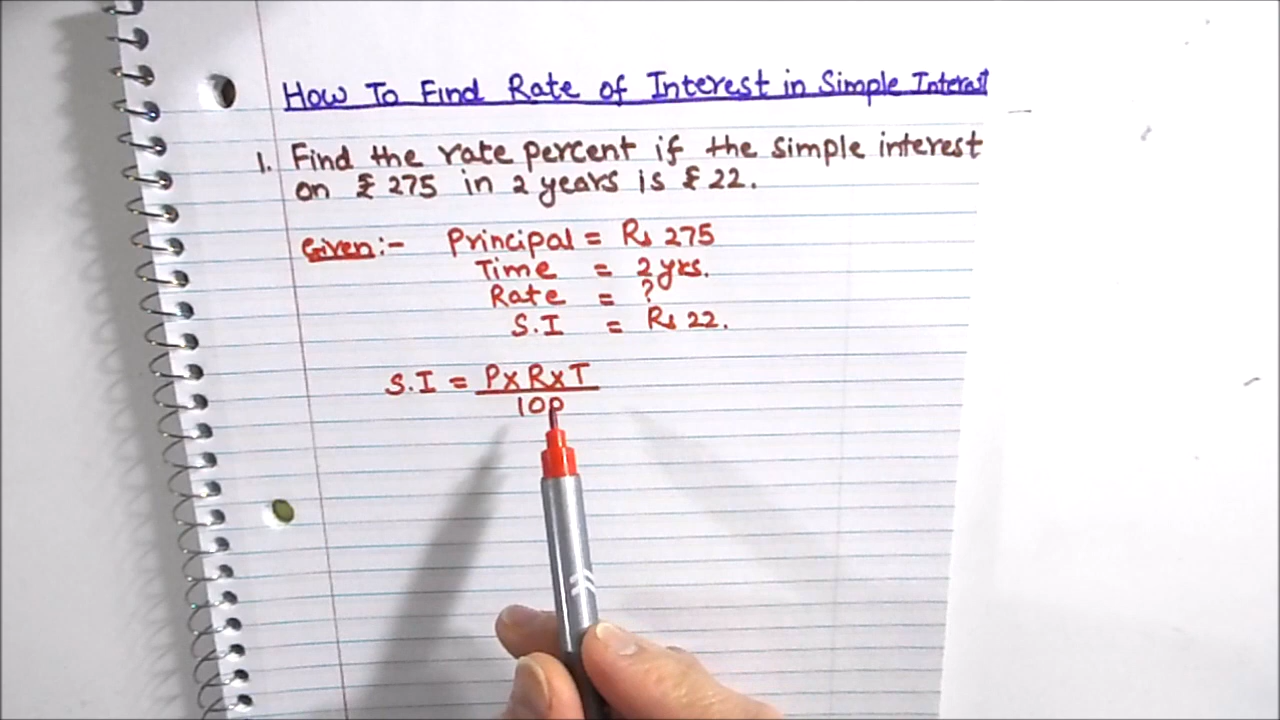 How To Find Rate of Interest in Simple Interest
1. Find the rate percent if the simple interest
on ₹ 275 in 2 years is ₹ 22.
Given:- Principal = Rs 275
Time = 2 yrs.
Rate = ?
S.I = Rs 22.
S.I = P×R×T
100